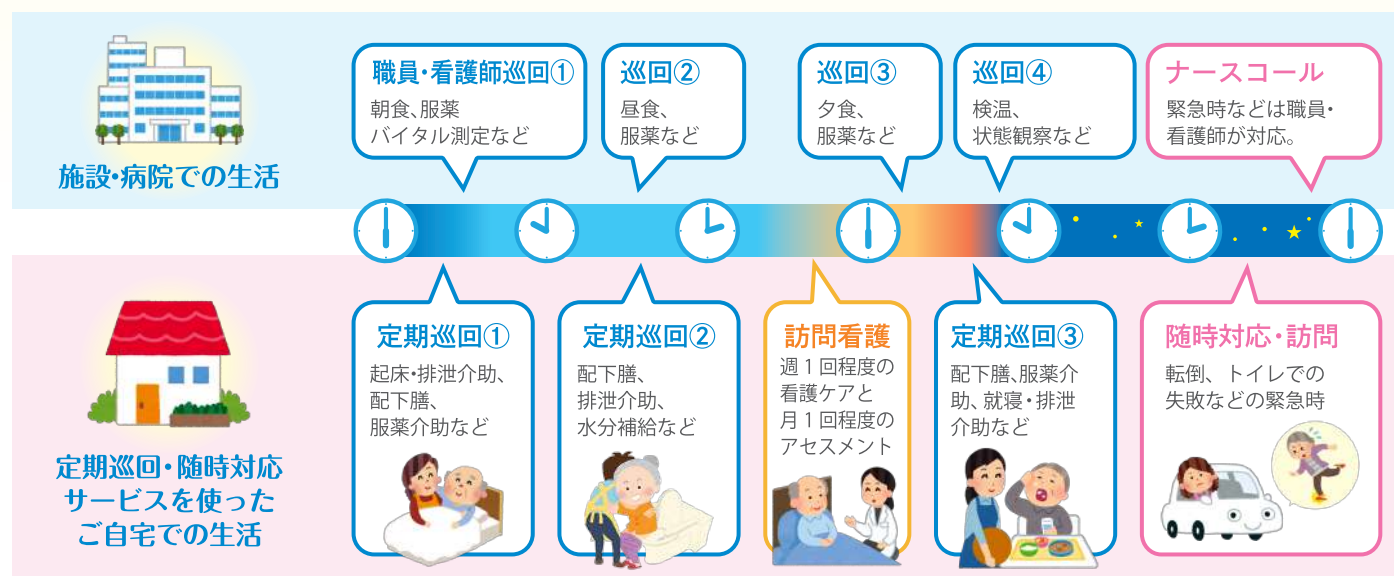 施設・病院での生活
職員・看護師巡回①
朝食、服薬
バイタル測定など
巡回②
昼食、
服薬など
巡回③
夕食、
服薬など
巡回④
検温、
状態観察など
ナースコール
緊急時などは職員・
看護師が対応。
定期巡回・随時対応
サービスを使った
ご自宅での生活
定期巡回①
起床・排泄介助、
配下膳、
服薬介助など
定期巡回②
配下膳、
排泄介助、
水分補給など
訪問看護
週1回程度の
看護ケアと
月1回程度の
アセスメント
定期巡回③
配下膳、服薬介
助、就寝・排泄
介助など
随時対応・訪問
転倒、トイレでの
失敗などの緊急時